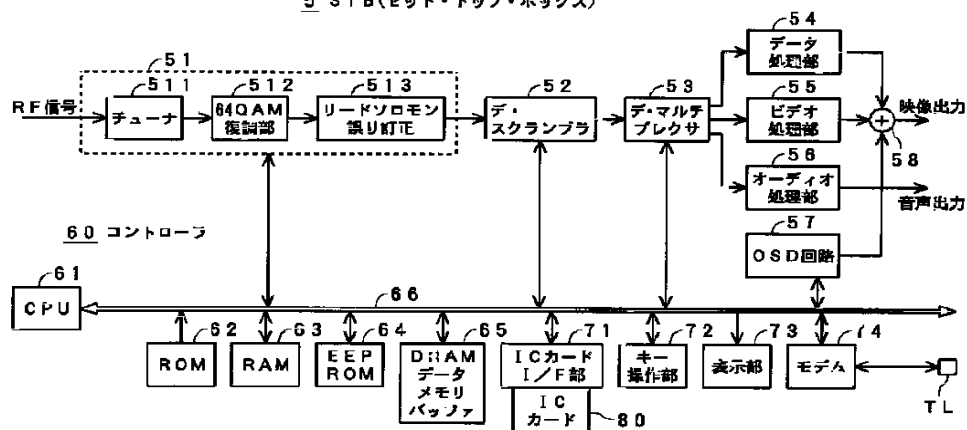 5 STB(セット・トップ・ボックス)
51
511
512
513
52
53
54
55
56
57
58
RF信号
チューナ
64QAM
復調部
リードソロモン
誤り訂正
デ・
スクランブラ
デ・マルチ
プレクサ
データ
処理部
ビデオ
処理部
オーディオ
処理部
OSD回路
映像出力
音声出力
60 コントローラ
61
CPU
66
62
ROM
63
RAM
64
EEP
ROM
65
DRAM
データ
メモリ
バッファ
71
ICカード
I/F部
IC
カード
80
72
キー
操作部
73
表示部
74
モデム
TL